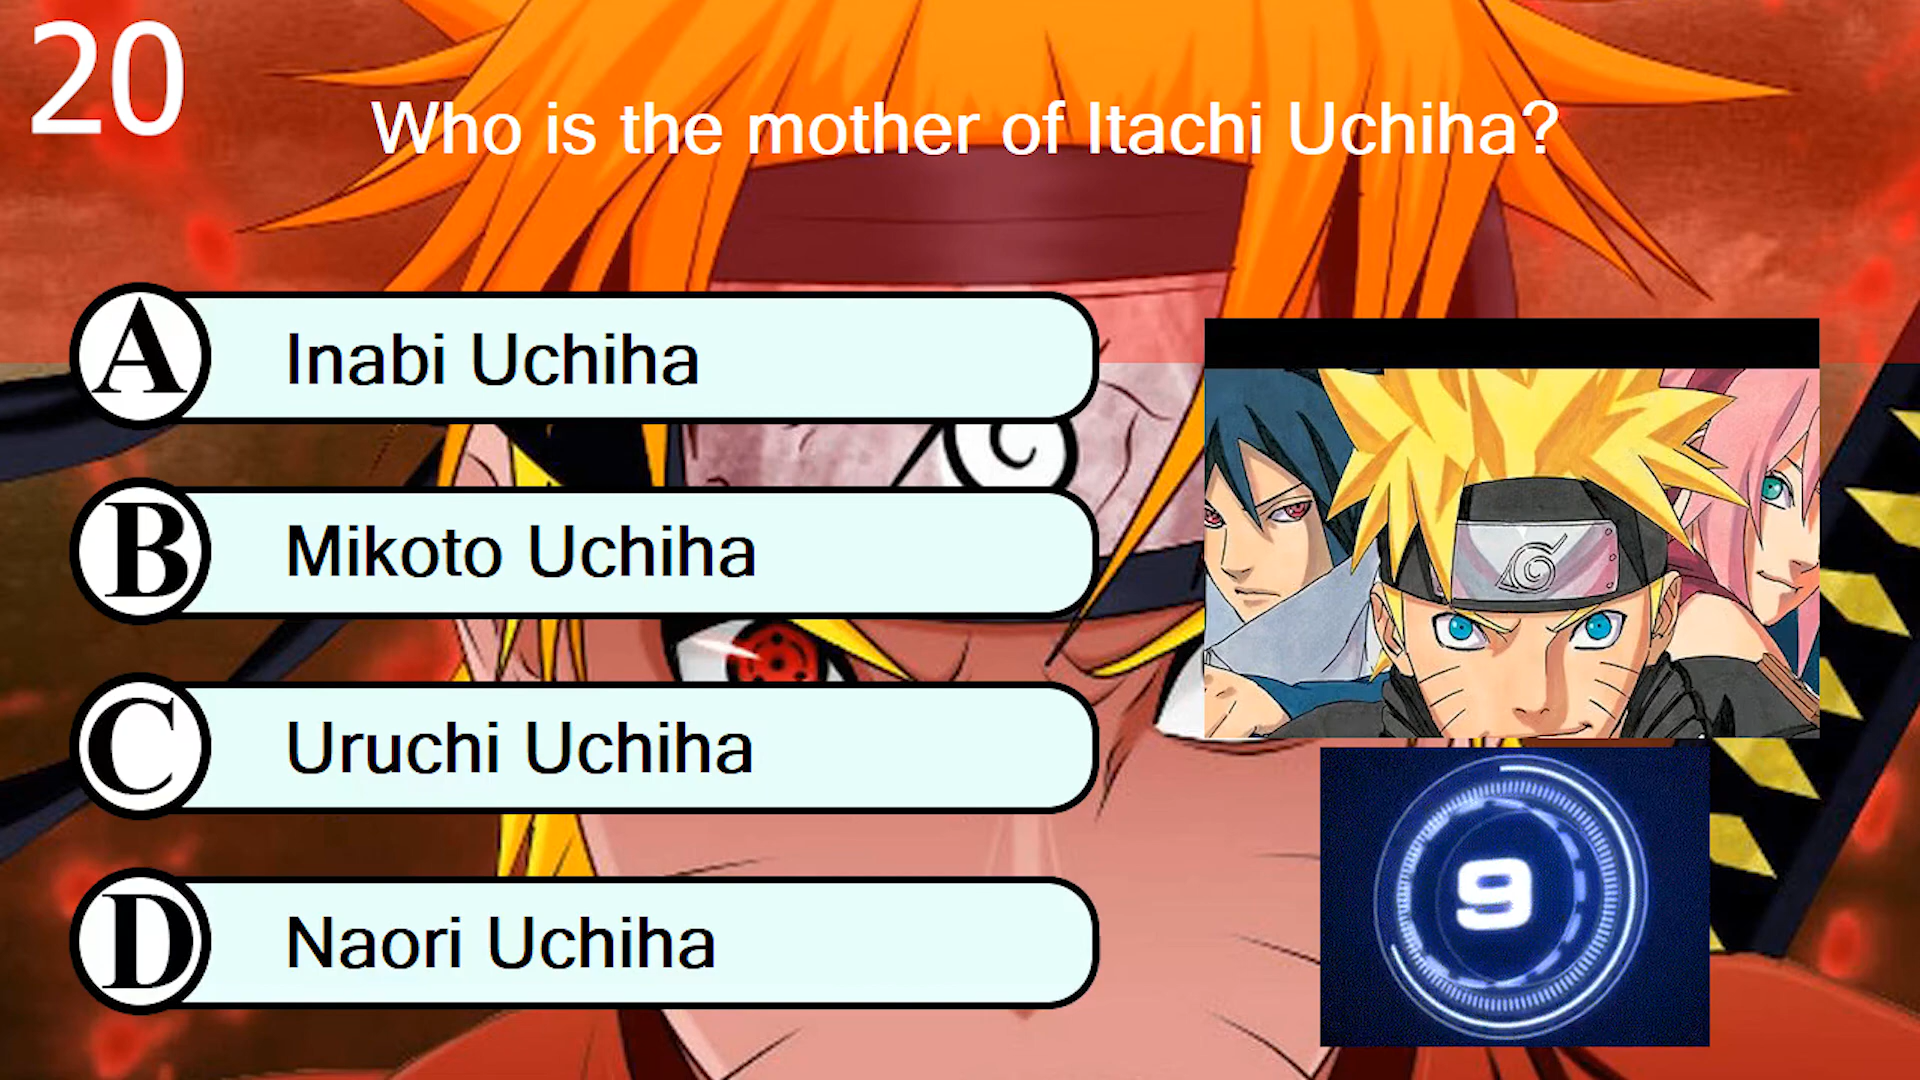 20
Who is the mother of Itachi Uchiha?
A Inabi Uchiha
B Mikoto Uchiha
C Uruchi Uchiha
D Naori Uchiha
9